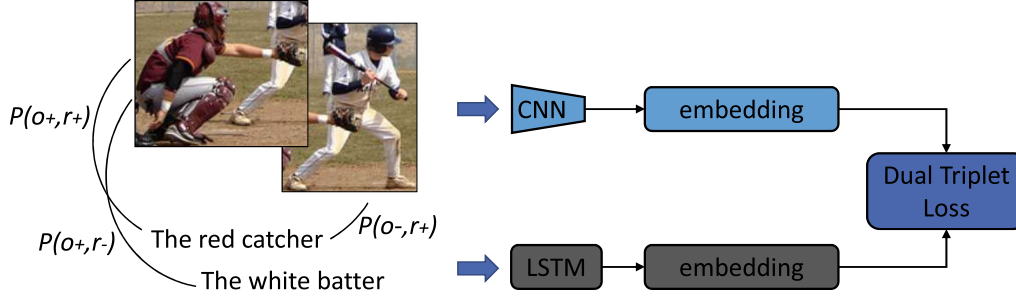 P(o+,r+)
P(o+,r-)
P(o-,r+)
The red catcher
The white batter
CNN
embedding
LSTM
embedding
Dual Triplet
Loss